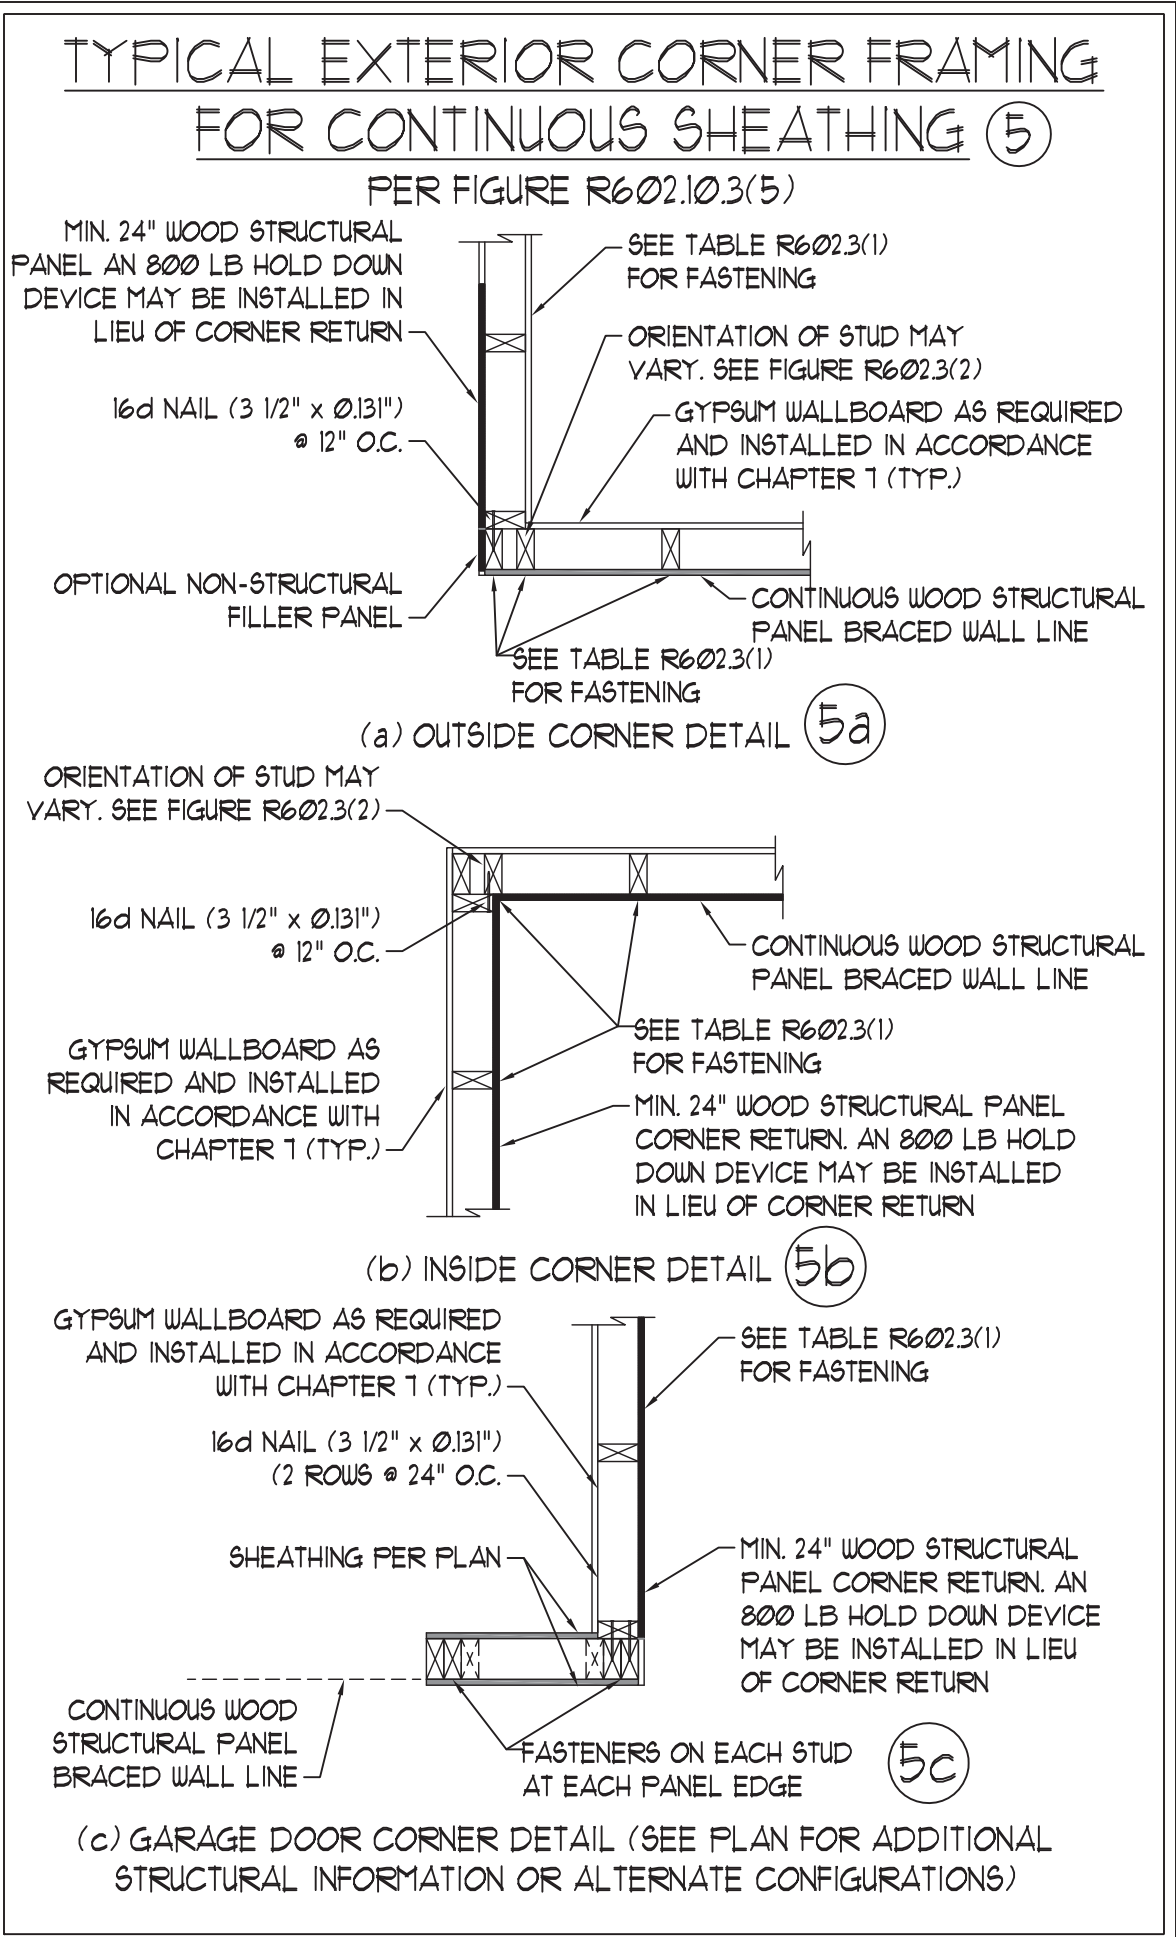 TYPICAL EXTERIOR CORNER FRAMING
FOR CONTINUOUS SHEATHING 5
PER FIGURE R602.10.3(5)
MIN. 24" WOOD STRUCTURAL
PANEL AN 800 LB HOLD DOWN
DEVICE MAY BE INSTALLED IN
LIEU OF CORNER RETURN
16d NAIL (3 1/2" x 0.131")
@ 12" O.C.
OPTIONAL NON-STRUCTURAL
FILLER PANEL
SEE TABLE R602.3(1)
FOR FASTENING
ORIENTATION OF STUD MAY
VARY. SEE FIGURE R602.3(2)
GYPSUM WALLBOARD AS REQUIRED
AND INSTALLED IN ACCORDANCE
WITH CHAPTER 7 (TYP.)
CONTINUOUS WOOD STRUCTURAL
PANEL BRACED WALL LINE
SEE TABLE R602.3(1)
FOR FASTENING
(a) OUTSIDE CORNER DETAIL 5a
ORIENTATION OF STUD MAY
VARY. SEE FIGURE R602.3(2)
16d NAIL (3 1/2" x 0.131")
@ 12" O.C.
GYPSUM WALLBOARD AS
REQUIRED AND INSTALLED
IN ACCORDANCE WITH
CHAPTER 7 (TYP.)
CONTINUOUS WOOD STRUCTURAL
PANEL BRACED WALL LINE
SEE TABLE R602.3(1)
FOR FASTENING
MIN. 24" WOOD STRUCTURAL PANEL
CORNER RETURN. AN 800 LB HOLD
DOWN DEVICE MAY BE INSTALLED
IN LIEU OF CORNER RETURN
(b) INSIDE CORNER DETAIL 5b
GYPSUM WALLBOARD AS REQUIRED
AND INSTALLED IN ACCORDANCE
WITH CHAPTER 7 (TYP.)
16d NAIL (3 1/2" x 0.131")
(2 ROWS @ 24" O.C.
SHEATHING PER PLAN
CONTINUOUS WOOD
STRUCTURAL PANEL
BRACED WALL LINE
SEE TABLE R602.3(1)
FOR FASTENING
MIN. 24" WOOD STRUCTURAL
PANEL CORNER RETURN. AN
800 LB HOLD DOWN DEVICE
MAY BE INSTALLED IN LIEU
OF CORNER RETURN
FASTENERS ON EACH STUD
AT EACH PANEL EDGE
5c
(c) GARAGE DOOR CORNER DETAIL (SEE PLAN FOR ADDITIONAL
STRUCTURAL INFORMATION OR ALTERNATE CONFIGURATIONS)